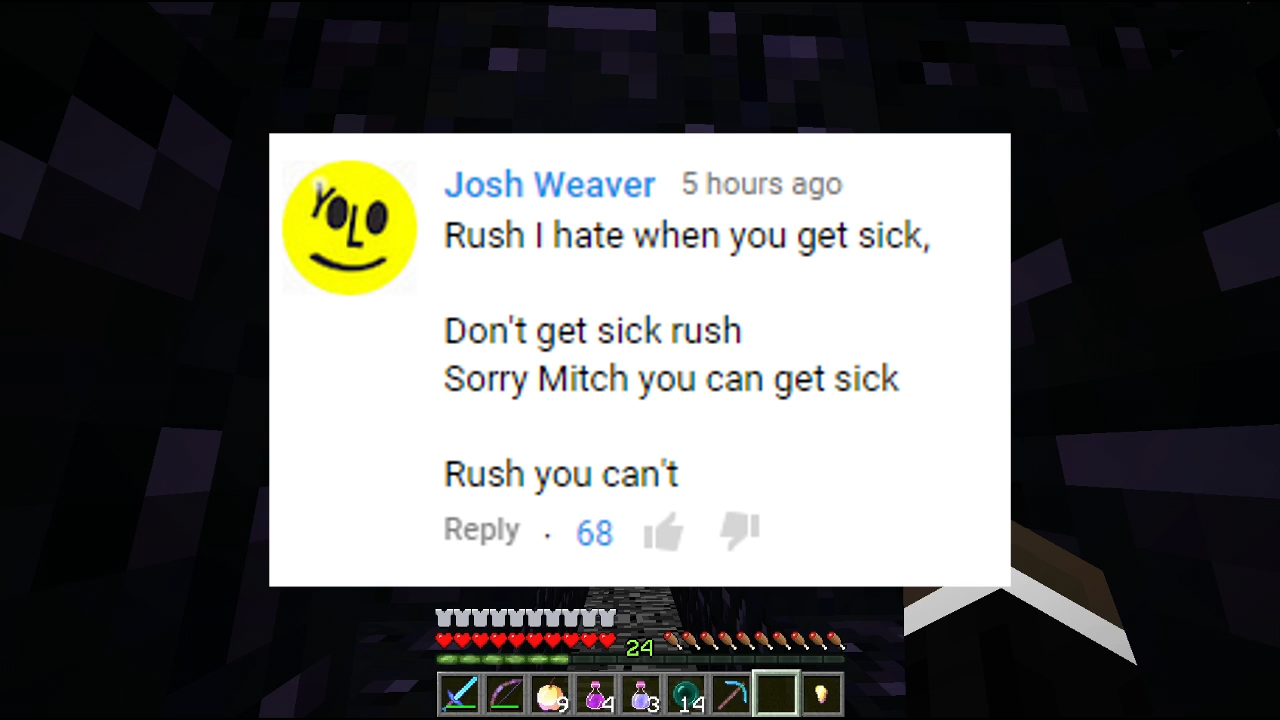 YOLO
Josh Weaver 5 hours ago
Rush I hate when you get sick,
Don't get sick rush
Sorry Mitch you can get sick
Rush you can't
Reply · 68
24
9 4 3 14